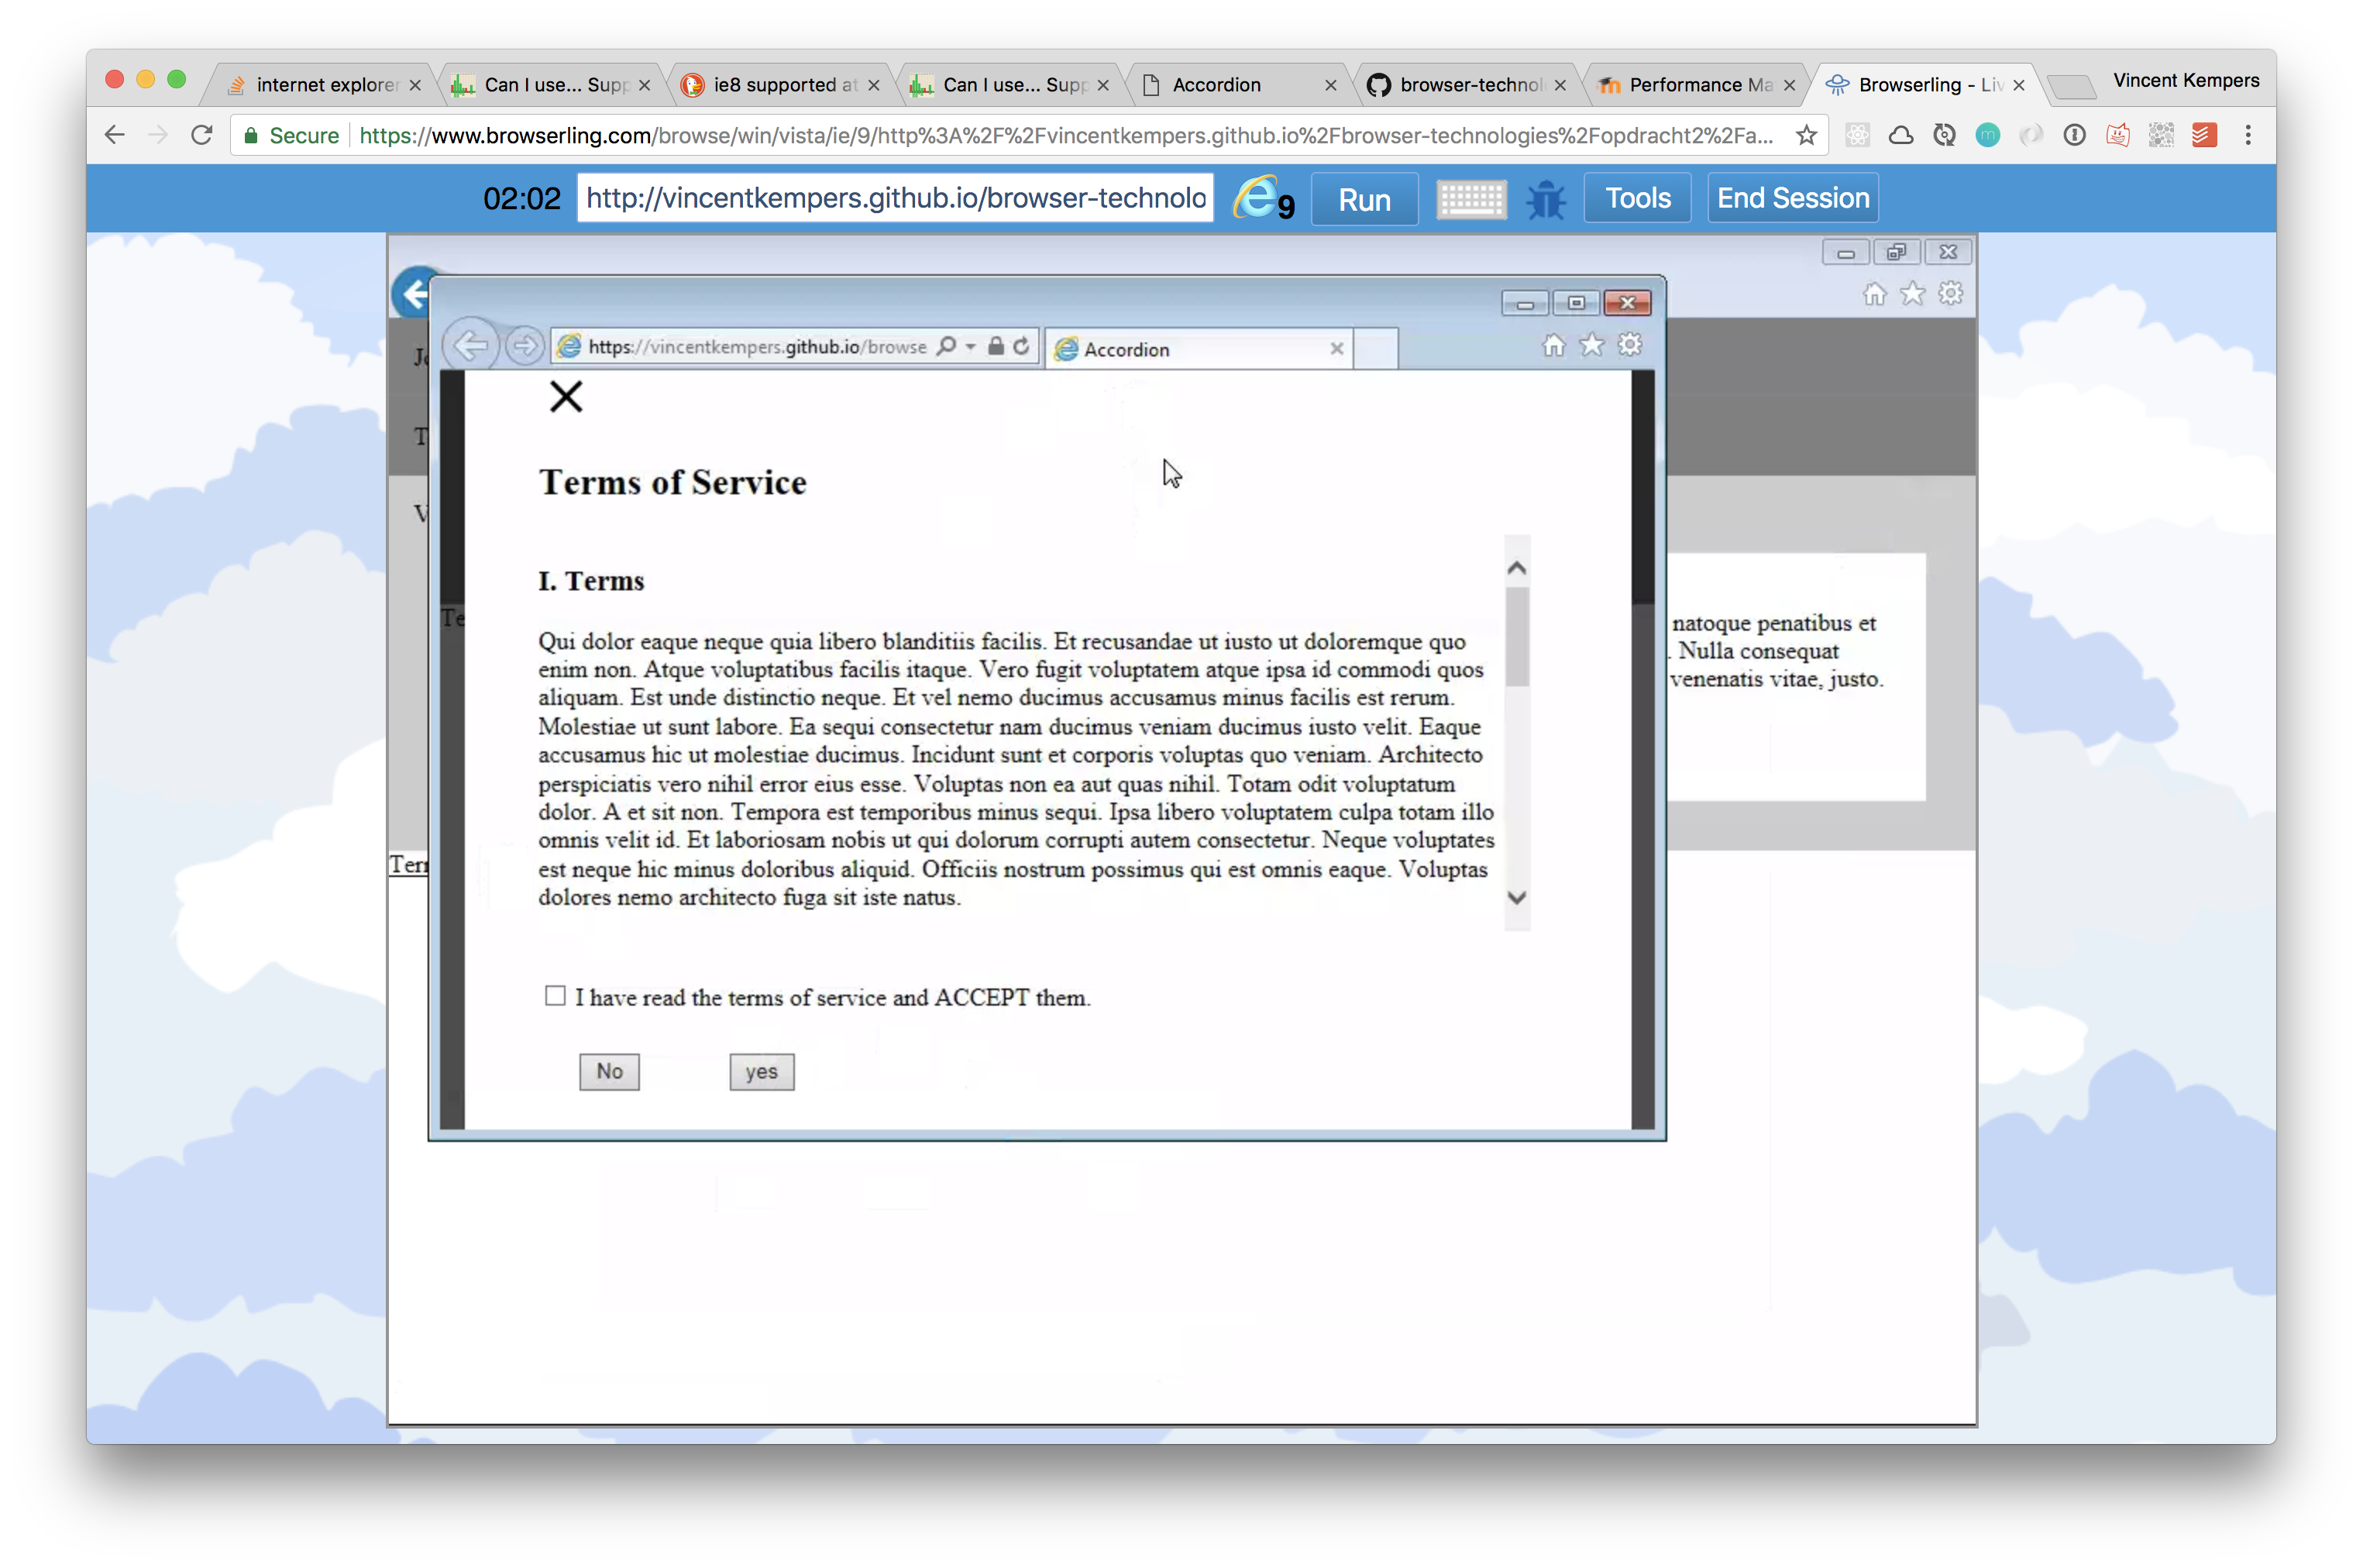 internet explorer
Can I use... Supp
ie8 supported at
Can I use... Supp
Accordion
browser-technol
Performance Ma
Browserling - Liv
Vincent Kempers
Secure
https://www.browserling.com/browse/win/vista/ie/9/http%3A%2F%2Fvincentkempers.github.io%2Fbrowser-technologies%2Fopdracht2%2Fa...
02:02
http://vincentkempers.github.io/browser-technolo
9
Run
Tools
End Session
https://vincentkempers.github.io/browse
Accordion
Terms of Service
I. Terms
Qui dolor eaque neque quia libero blanditiis facilis. Et recusandae ut iusto ut doloremque quo
enim non. Atque voluptatibus facilis itaque. Vero fugit voluptatem atque ipsa id commodi quos
aliquam. Est unde distinctio neque. Et vel nemo ducimus accusamus minus facilis est rerum.
Molestiae ut sunt labore. Ea sequi consectetur nam ducimus veniam ducimus iusto velit. Eaque
accusamus hic ut molestiae ducimus. Incidunt sunt et corporis voluptas quo veniam. Architecto
perspiciatis vero nihil error eius esse. Voluptas non ea aut quas nihil. Totam odit voluptatum
dolor. A et sit non. Tempora est temporibus minus sequi. Ipsa libero voluptatem culpa totam illo
omnis velit id. Et laboriosam nobis ut qui dolorum corrupti autem consectetur. Neque voluptates
est neque hic minus doloribus aliquid. Officiis nostrum possimus qui est omnis eaque. Voluptas
dolores nemo architecto fuga sit iste natus.
I have read the terms of service and ACCEPT them.
No
yes
natoque penatibus et
. Nulla consequat
venenatis vitae, justo.
T
V
Te
Ter